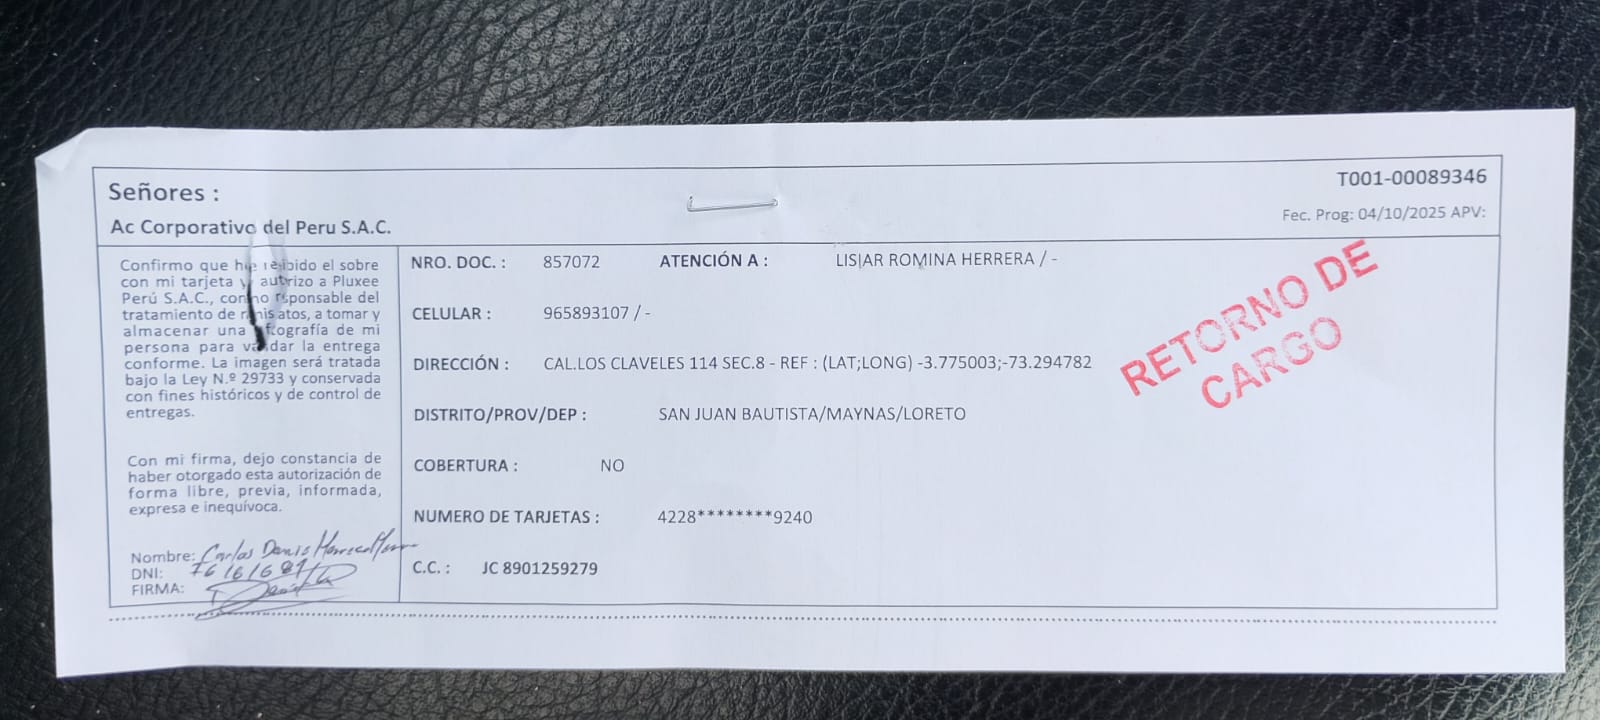 Señores :
T001-00089346
Ac Corporativo del Peru S.A.C.
Fec. Prog: 04/10/2025 APV:
Confirmo que he recibido el sobre
con mi tarjeta y autorizo a Pluxee
Perú S.A.C., como responsable del
tratamiento de mis datos, a tomar y
almacenar una fotografía de mi
persona para validar la entrega
conforme. La imagen será tratada
bajo la Ley N.º 29733 y conservada
con fines históricos y de control de
entregas.
Con mi firma, dejo constancia de
haber otorgado esta autorización de
forma libre, previa, informada,
expresa e inequívoca.
Nombre: Carlos Denis
DNI:
FIRMA:
NRO. DOC. : 857072 ATENCIÓN A : LISIAR ROMINA HERRERA / -
CELULAR : 965893107 / -
DIRECCIÓN : CAL.LOS CLAVELES 114 SEC.8 - REF : (LAT;LONG) -3.775003;-73.294782
DISTRITO/PROV/DEP : SAN JUAN BAUTISTA/MAYNAS/LORETO
COBERTURA : NO
NUMERO DE TARJETAS : 4228********9240
C.C. : JC 8901259279
RETORNO DE
CARGO